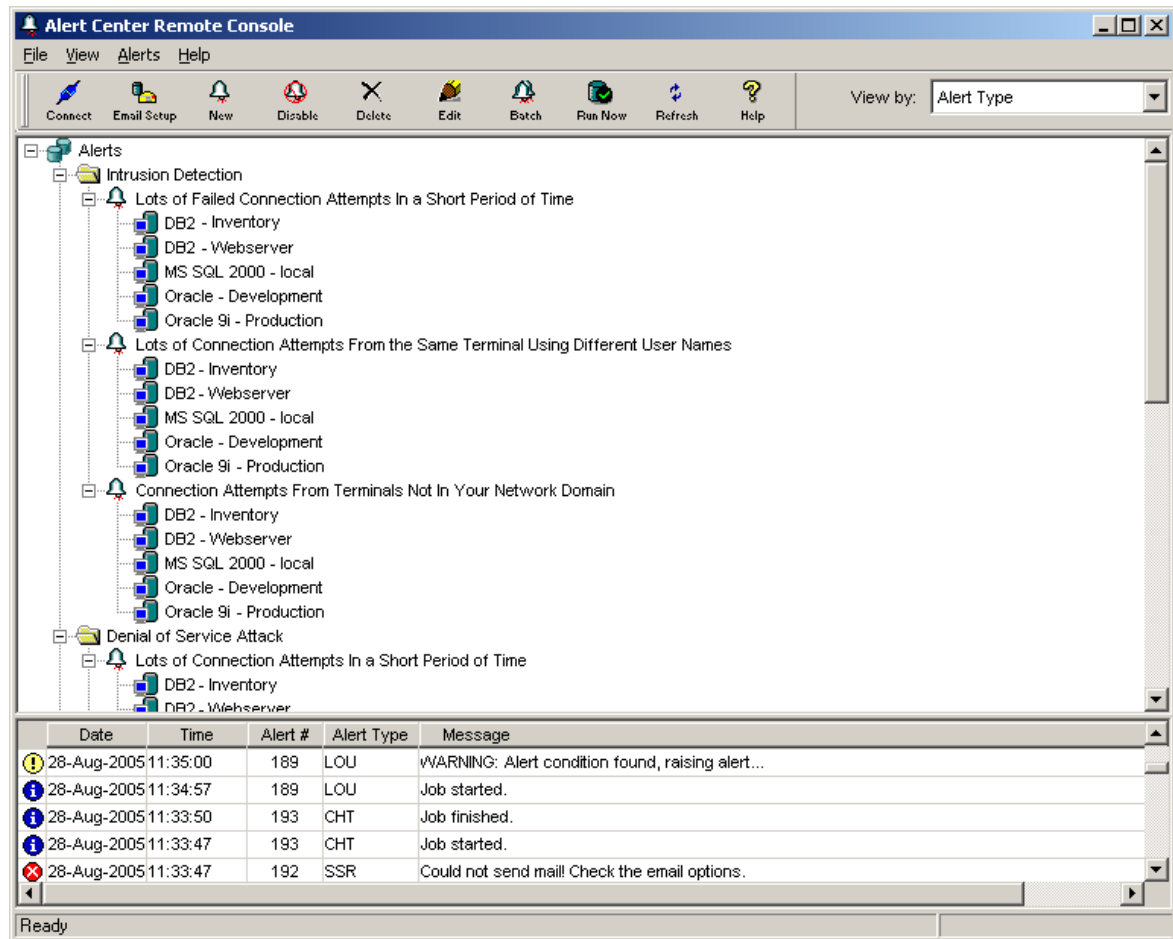 Alert Center Remote Console
File View Alerts Help
Connect Email Setup New Disable Delete Edit Batch Run Now Refresh Help View by: Alert Type
Alerts
Intrusion Detection
Lots of Failed Connection Attempts In a Short Period of Time
DB2 - Inventory
DB2 - Webserver
MS SQL 2000 - local
Oracle - Development
Oracle 9i - Production
Lots of Connection Attempts From the Same Terminal Using Different User Names
DB2 - Inventory
DB2 - Webserver
MS SQL 2000 - local
Oracle - Development
Oracle 9i - Production
Connection Attempts From Terminals Not In Your Network Domain
DB2 - Inventory
DB2 - Webserver
MS SQL 2000 - local
Oracle - Development
Oracle 9i - Production
Denial of Service Attack
Lots of Connection Attempts In a Short Period of Time
DB2 - Inventory
DB2 - Webserver
Date Time Alert # Alert Type Message
28-Aug-2005 11:35:00 189 LOU WARNING: Alert condition found, raising alert...
28-Aug-2005 11:34:57 189 LOU Job started.
28-Aug-2005 11:33:50 193 CHT Job finished.
28-Aug-2005 11:33:47 193 CHT Job started.
28-Aug-2005 11:33:47 192 SSR Could not send mail! Check the email options.
Ready